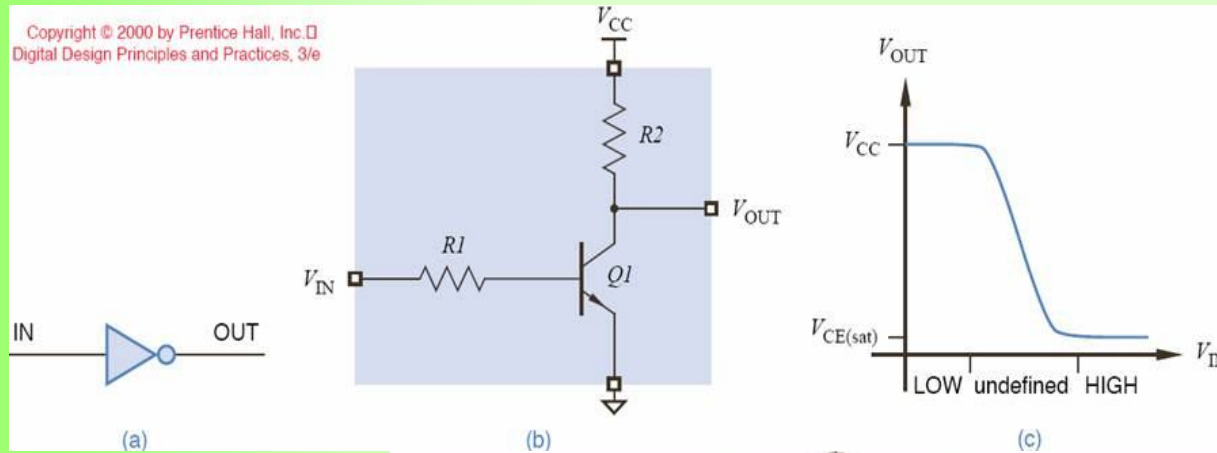 Copyright © 2000 by Prentice Hall, Inc.
Digital Design Principles and Practices, 3/e
IN
OUT
(a)
VCC
R2
VOUT
R1
VIN
Q1
(b)
VOUT
VCC
VCE(sat)
LOW undefined HIGH
(c)